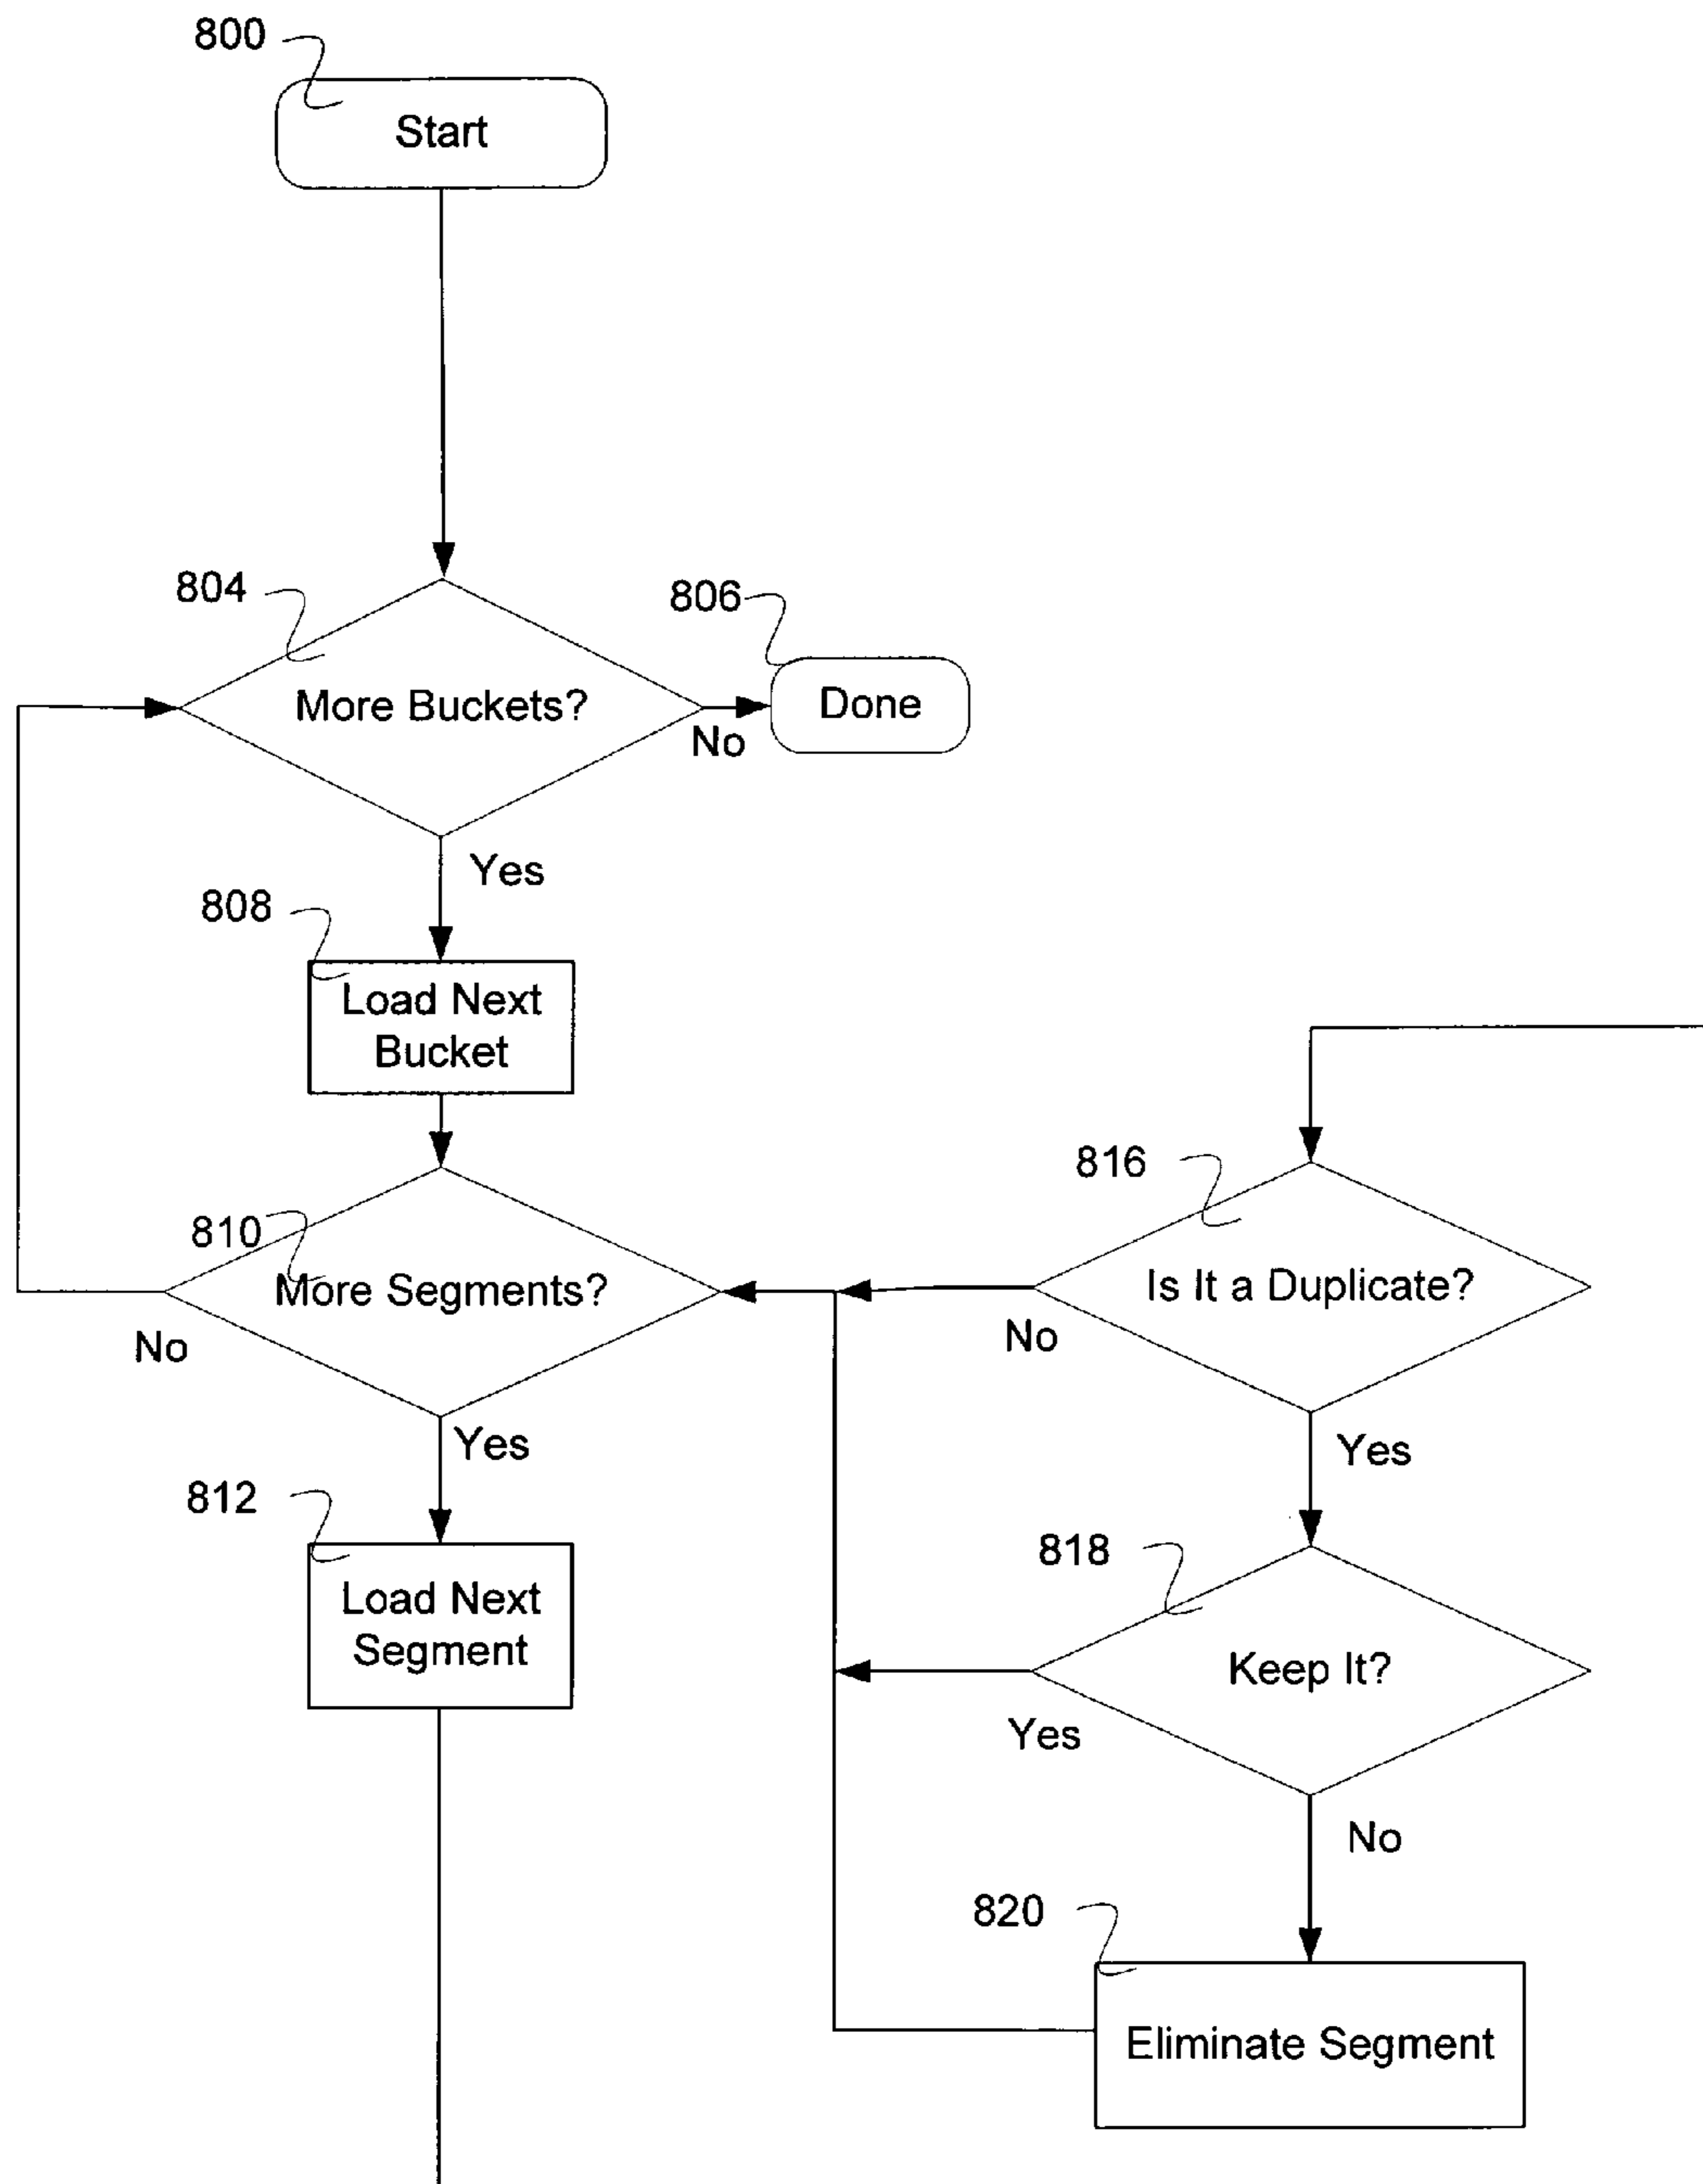 800
Start
804
More Buckets?
806
Done
No
Yes
808
Load Next
Bucket
810
More Segments?
No
Yes
812
Load Next
Segment
816
Is It a Duplicate?
No
Yes
818
Keep It?
Yes
No
820
Eliminate Segment